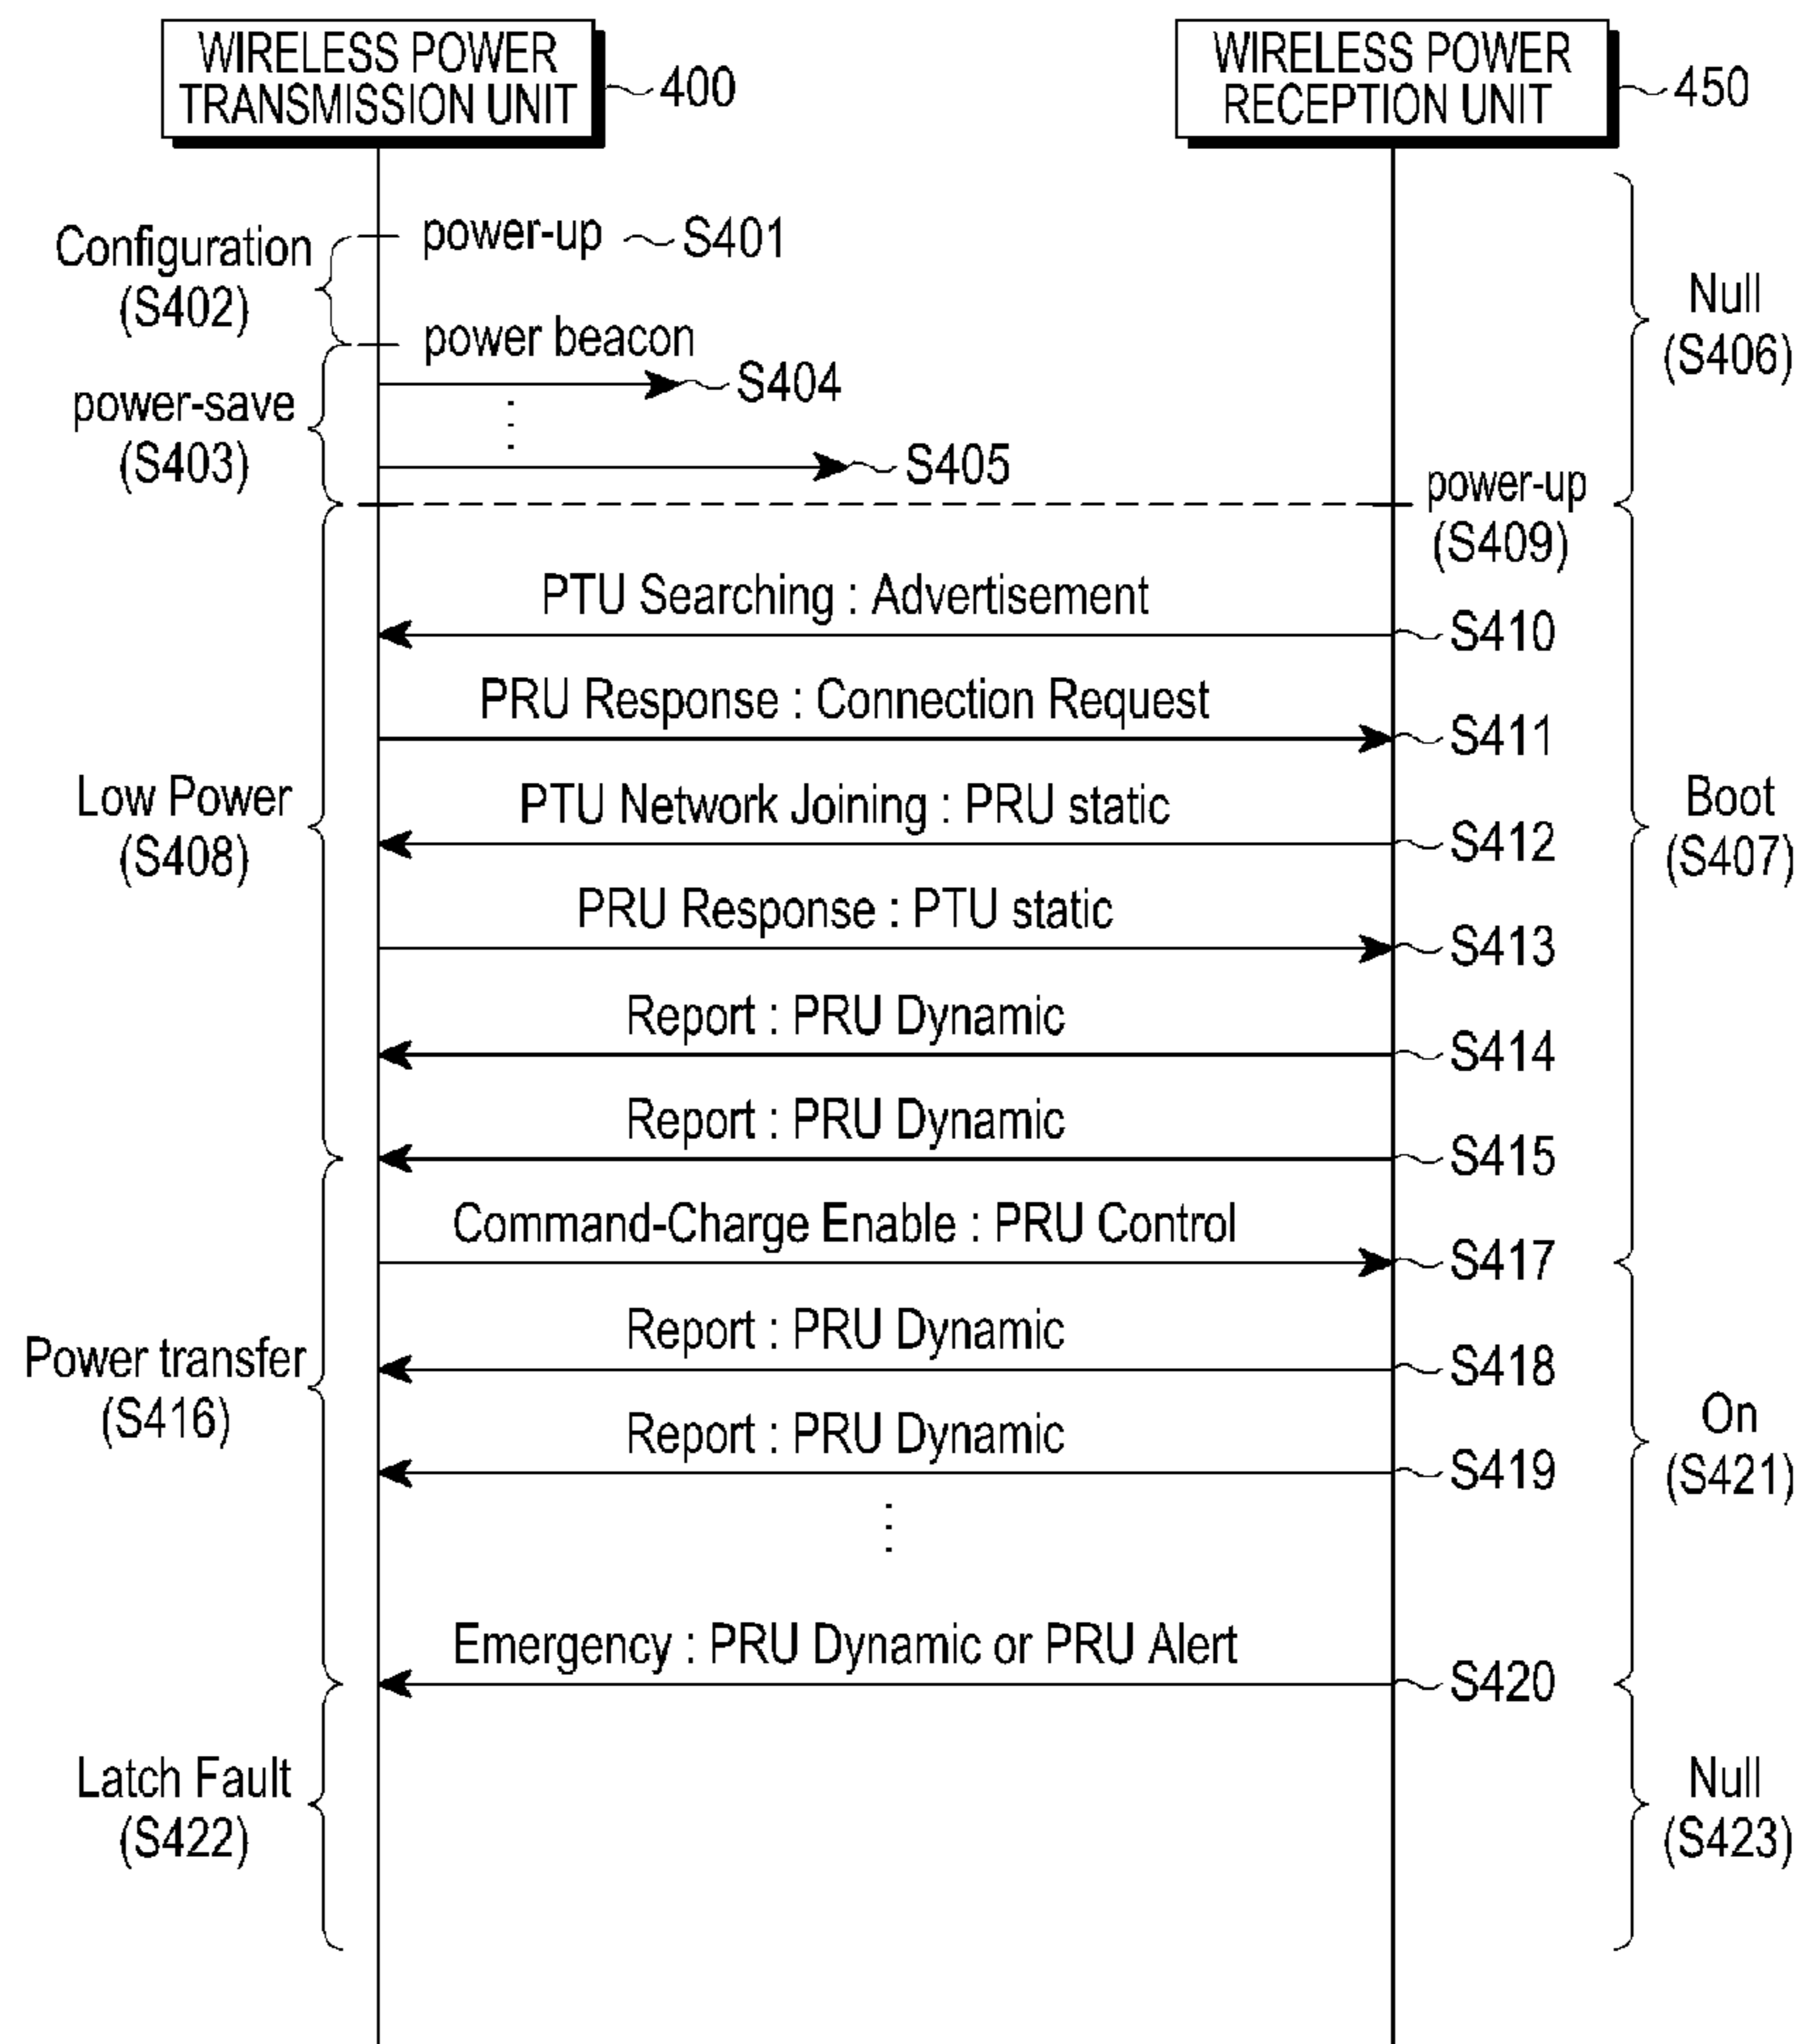 WIRELESS POWER
TRANSMISSION UNIT
400
WIRELESS POWER
RECEPTION UNIT
450
Configuration
(S402)
power-up
S401
Null
(S406)
power beacon
S404
power-save
(S403)
S405
power-up
(S409)
PTU Searching : Advertisement
S410
PRU Response : Connection Request
S411
Low Power
(S408)
PTU Network Joining : PRU static
S412
Boot
(S407)
PRU Response : PTU static
S413
Report : PRU Dynamic
S414
Report : PRU Dynamic
S415
Command-Charge Enable : PRU Control
S417
Report : PRU Dynamic
S418
Power transfer
(S416)
Report : PRU Dynamic
S419
On
(S421)
Emergency : PRU Dynamic or PRU Alert
S420
Latch Fault
(S422)
Null
(S423)